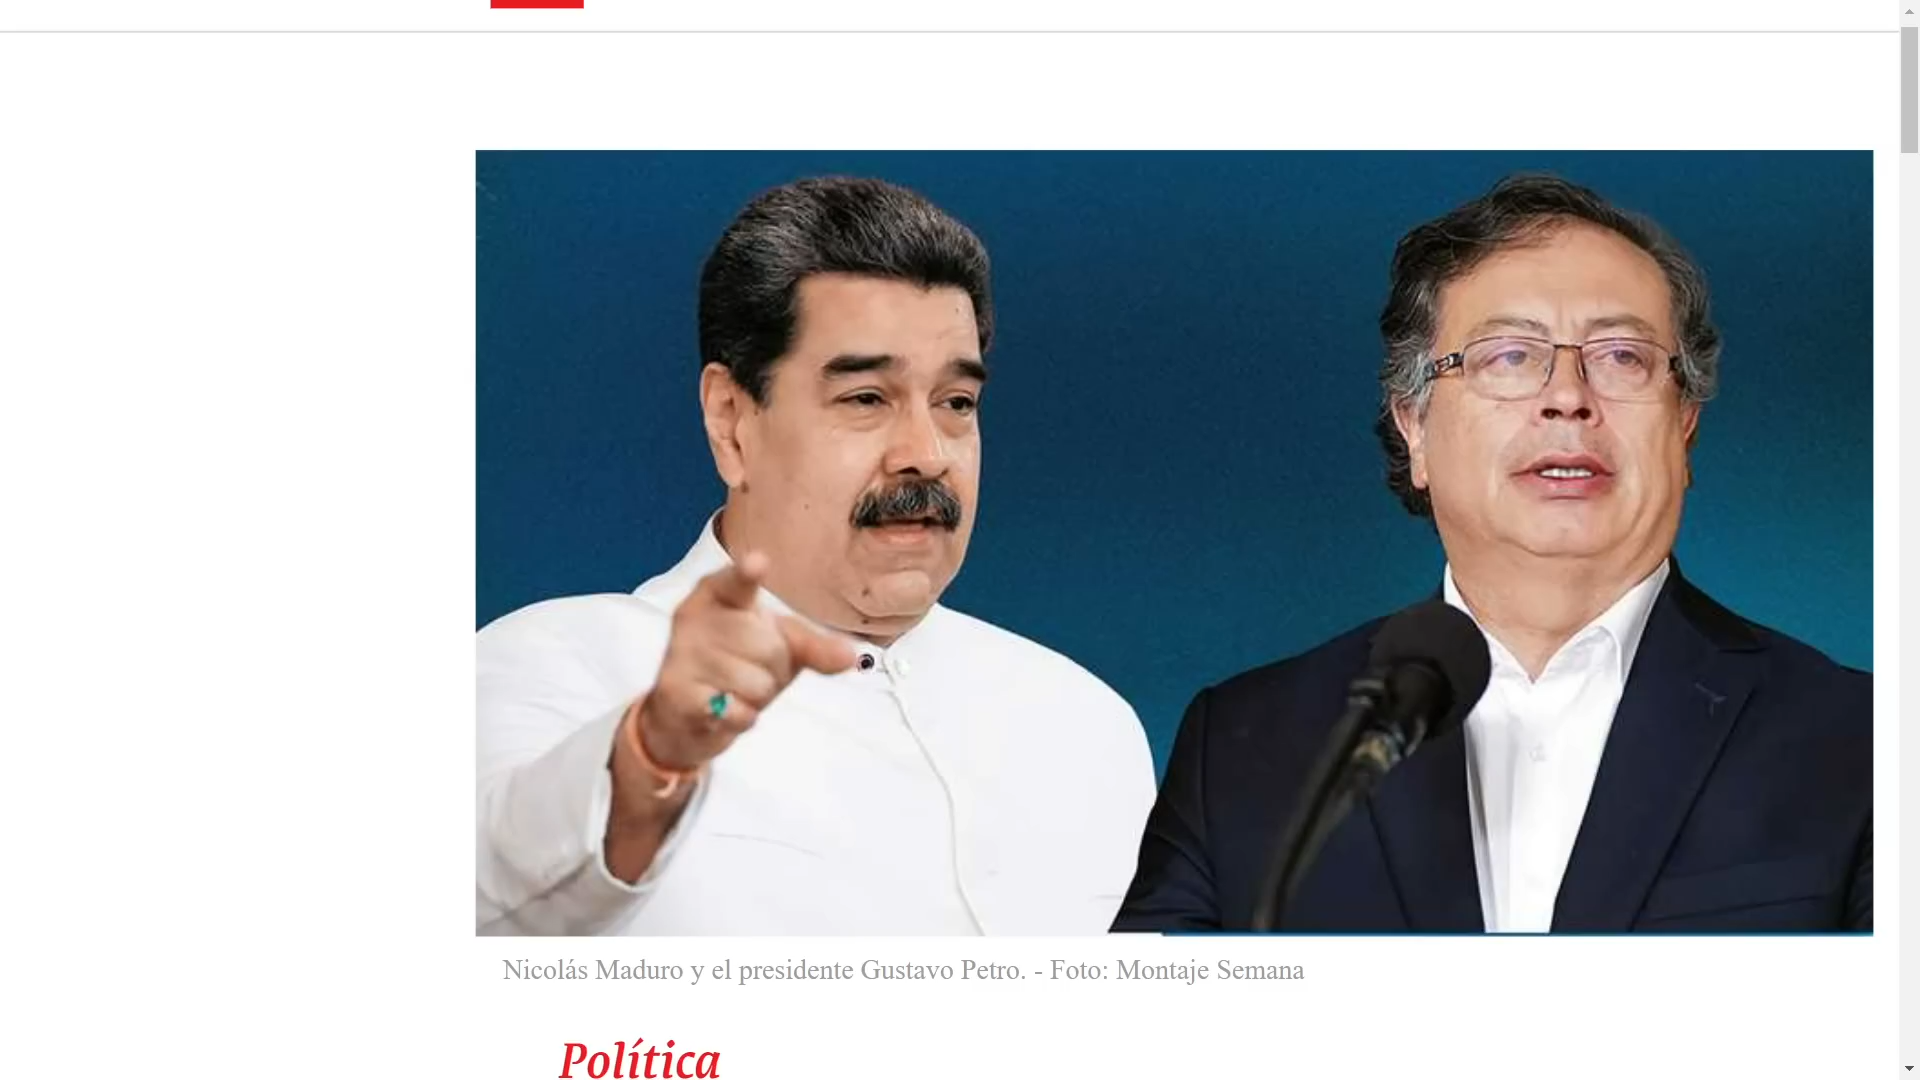 Nicolás Maduro y el presidente Gustavo Petro. - Foto: Montaje Semana
Política